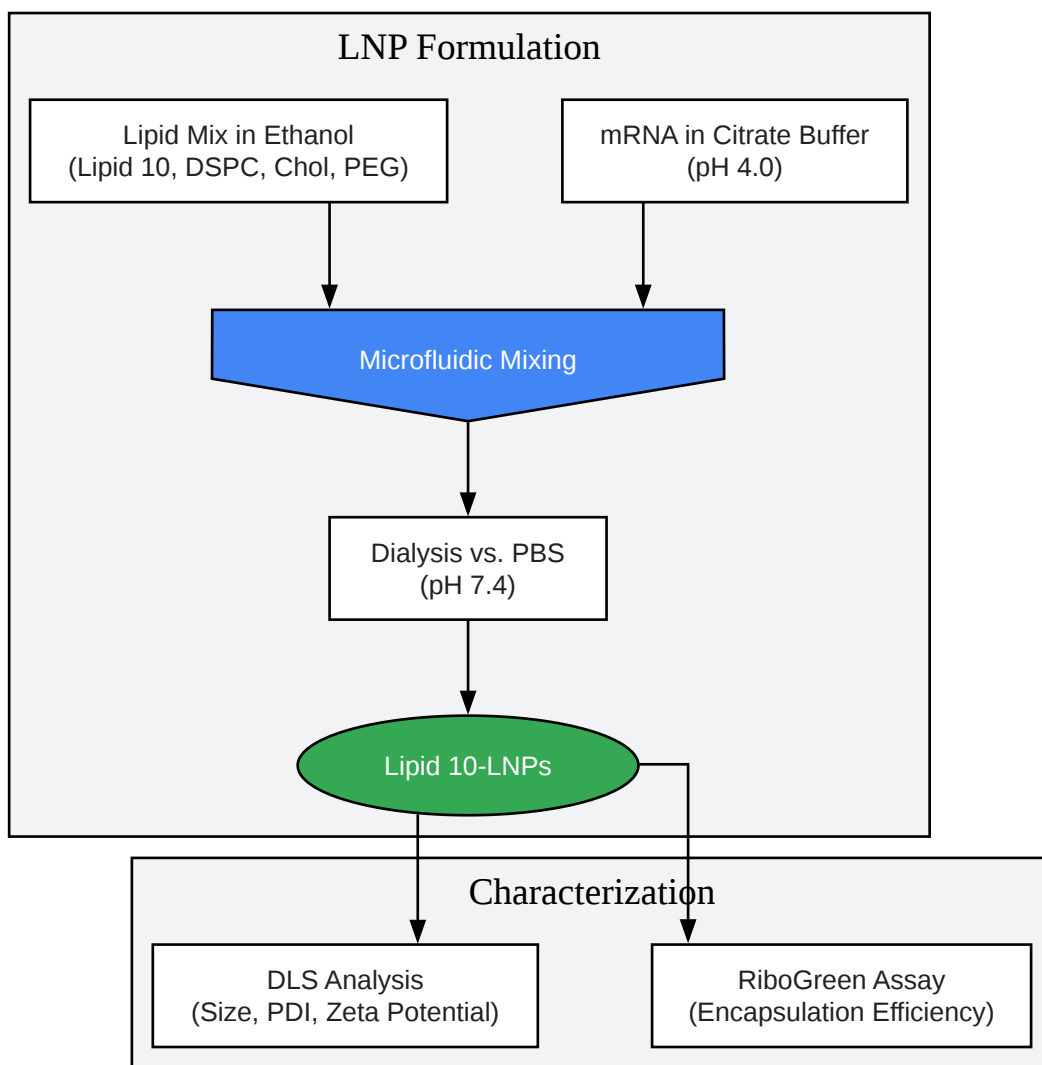 LNP Formulation
Lipid Mix in Ethanol
(Lipid 10, DSPC, Chol, PEG)
mRNA in Citrate Buffer
(pH 4.0)
Microfluidic Mixing
Dialysis vs. PBS
(pH 7.4)
Lipid 10-LNPs
Characterization
DLS Analysis
(Size, PDI, Zeta Potential)
RiboGreen Assay
(Encapsulation Efficiency)